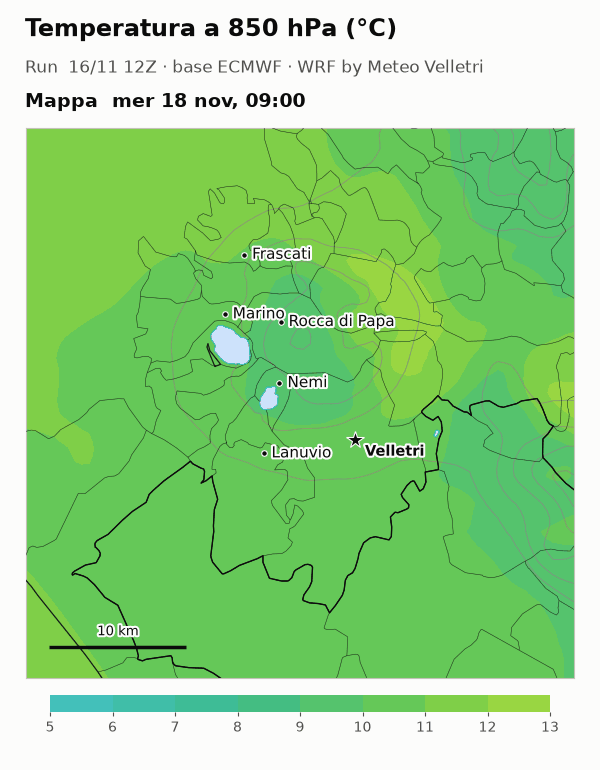 Temperatura a 850 hPa (°C)
Run  16/11 12Z · base ECMWF · WRF by Meteo Velletri
Mappa  mer 18 nov, 09:00
Frascati
Marino
Rocca di Papa
Nemi
Velletri
Lanuvio
10 km
5 6 7 8 9 10 11 12 13